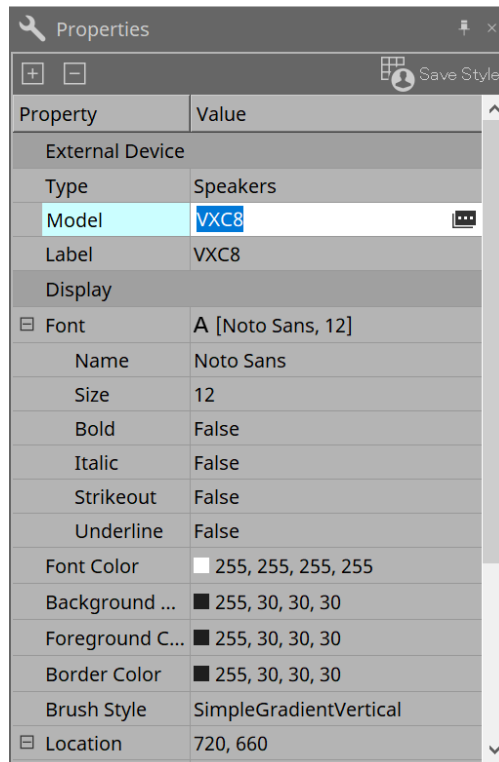 Properties
Save Style
Property Value
External Device
Type Speakers
Model VXC8
Label VXC8
Display
Font A [Noto Sans, 12]
Name Noto Sans
Size 12
Bold False
Italic False
Strikeout False
Underline False
Font Color 255, 255, 255, 255
Background ... 255, 30, 30, 30
Foreground C... 255, 30, 30, 30
Border Color 255, 30, 30, 30
Brush Style SimpleGradientVertical
Location 720, 660